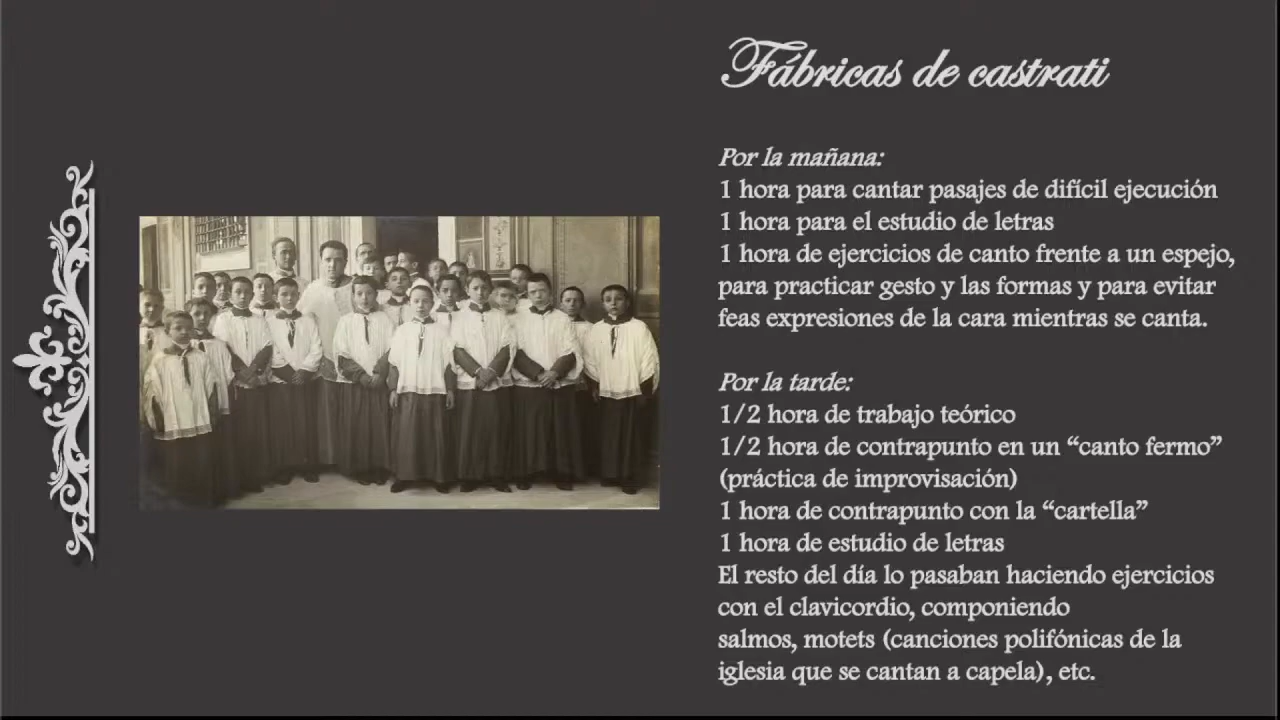 Fábricas de castrati
Por la mañana:
1 hora para cantar pasajes de difícil ejecución
1 hora para el estudio de letras
1 hora de ejercicios de canto frente a un espejo,
para practicar gesto y las formas y para evitar
feas expresiones de la cara mientras se canta.
Por la tarde:
1/2 hora de trabajo teórico
1/2 hora de contrapunto en un “canto fermo”
(práctica de improvisación)
1 hora de contrapunto con la “cartella”
1 hora de estudio de letras
El resto del día lo pasaban haciendo ejercicios
con el clavicordio, componiendo
salmos, motets (canciones polifónicas de la
iglesia que se cantan a capela), etc.